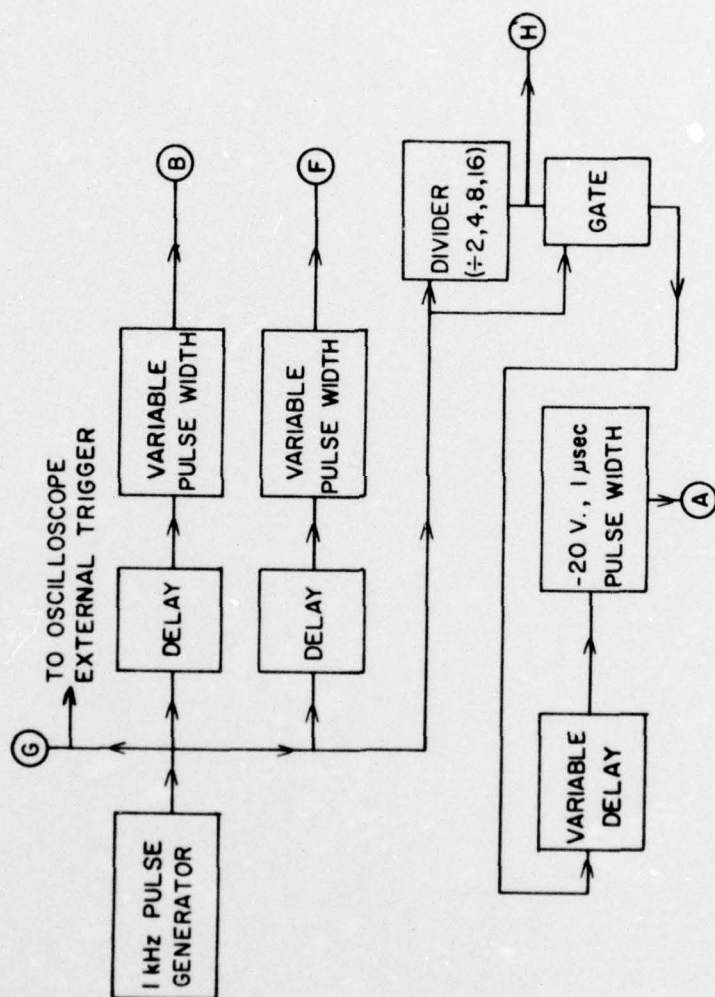 G
TO OSCILLOSCOPE
EXTERNAL TRIGGER
1 kHz PULSE
GENERATOR
DELAY
VARIABLE
PULSE WIDTH
B
DELAY
VARIABLE
PULSE WIDTH
F
DIVIDER
(÷2,4,8,16)
H
GATE
VARIABLE
DELAY
-20 V., 1 μsec
PULSE WIDTH
A